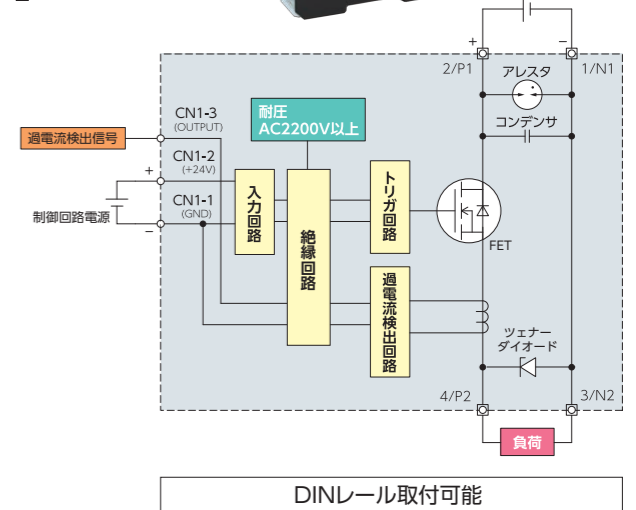 +
−
2/P1
1/N1
アレスタ
コンデンサ
CN1-3
(OUTPUT)
耐圧
AC2200V以上
過電流検出信号
CN1-2
(+24V)
+
CN1-1
(GND)
制御回路電源
−
入力回路
絶縁回路
トリガ回路
FET
過電流検出回路
ツェナー
ダイオード
4/P2
3/N2
負荷
DINレール取付可能